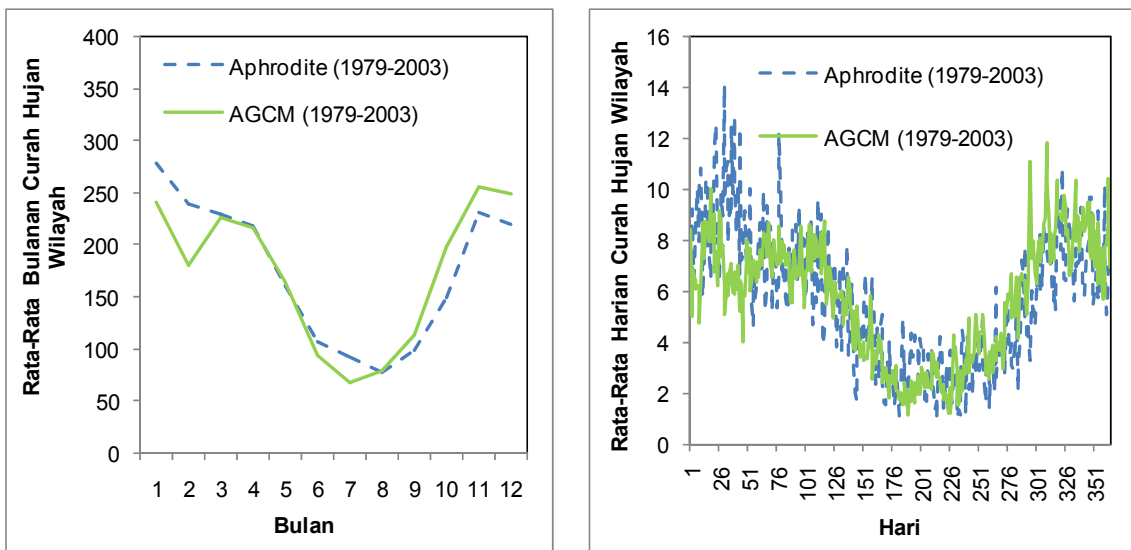 Rata-Rata Bulanan Curah Hujan
Wilayah
400
350
300
250
200
150
100
50
0
Aphrodite (1979-2003)
AGCM (1979-2003)
1 2 3 4 5 6 7 8 9 10 11 12
Bulan
Rata-Rata Harian Curah Hujan Wilayah
16
14
12
10
8
6
4
2
0
Aphrodite (1979-2003)
AGCM (1979-2003)
1 26 51 76 101 126 151 176 201 226 251 276 301 326 351
Hari